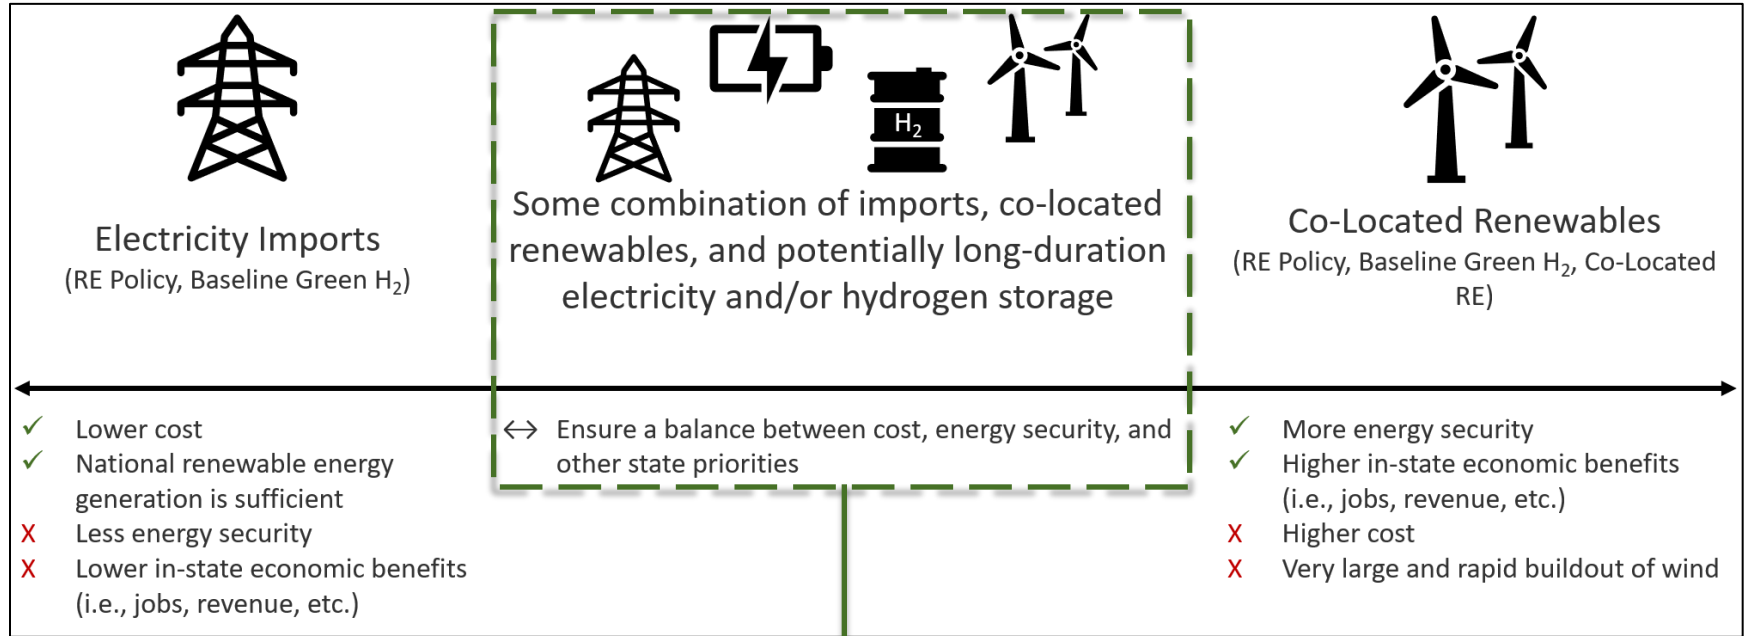 Electricity Imports
(RE Policy, Baseline Green H₂)
H₂
Some combination of imports, co-located
renewables, and potentially long-duration
electricity and/or hydrogen storage
Co-Located Renewables
(RE Policy, Baseline Green H₂, Co-Located
RE)
✓ Lower cost
✓ National renewable energy
generation is sufficient
X Less energy security
X Lower in-state economic benefits
(i.e., jobs, revenue, etc.)
↔ Ensure a balance between cost, energy security, and
other state priorities
✓ More energy security
✓ Higher in-state economic benefits
(i.e., jobs, revenue, etc.)
X Higher cost
X Very large and rapid buildout of wind